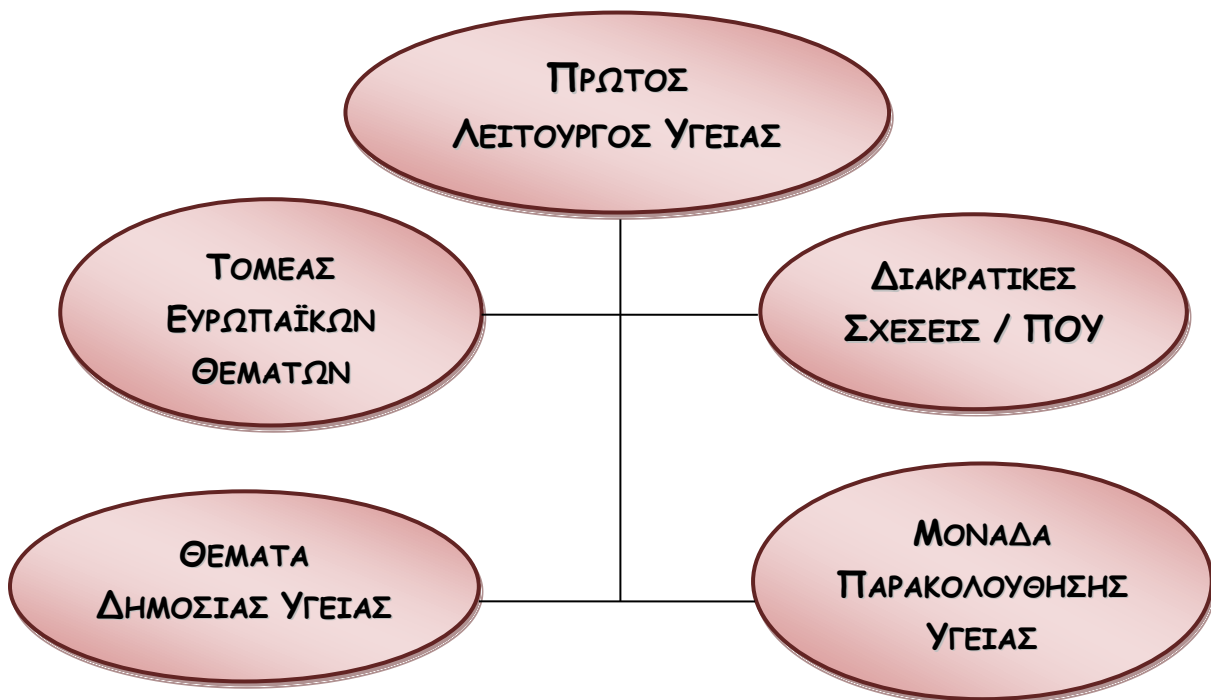 ΠΡΩΤΟΣ
ΛΕΙΤΟΥΡΓΟΣ ΥΓΕΙΑΣ
ΤΟΜΕΑΣ
ΕΥΡΩΠΑΪΚΩΝ
ΘΕΜΑΤΩΝ
ΔΙΑΚΡΑΤΙΚΕΣ
ΣΧΕΣΕΙΣ / ΠΟΥ
ΘΕΜΑΤΑ
ΔΗΜΟΣΙΑΣ ΥΓΕΙΑΣ
ΜΟΝΑΔΑ
ΠΑΡΑΚΟΛΟΥΘΗΣΗΣ
ΥΓΕΙΑΣ